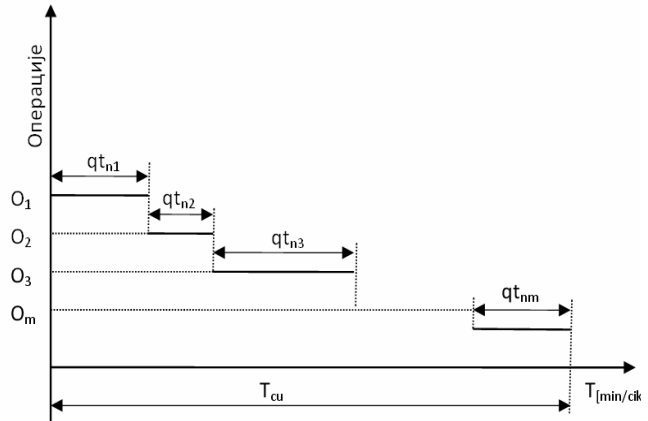 Операције
qtn1
O1
qtn2
O2
qtn3
O3
qtnm
Om
Tcu
T[min/cik